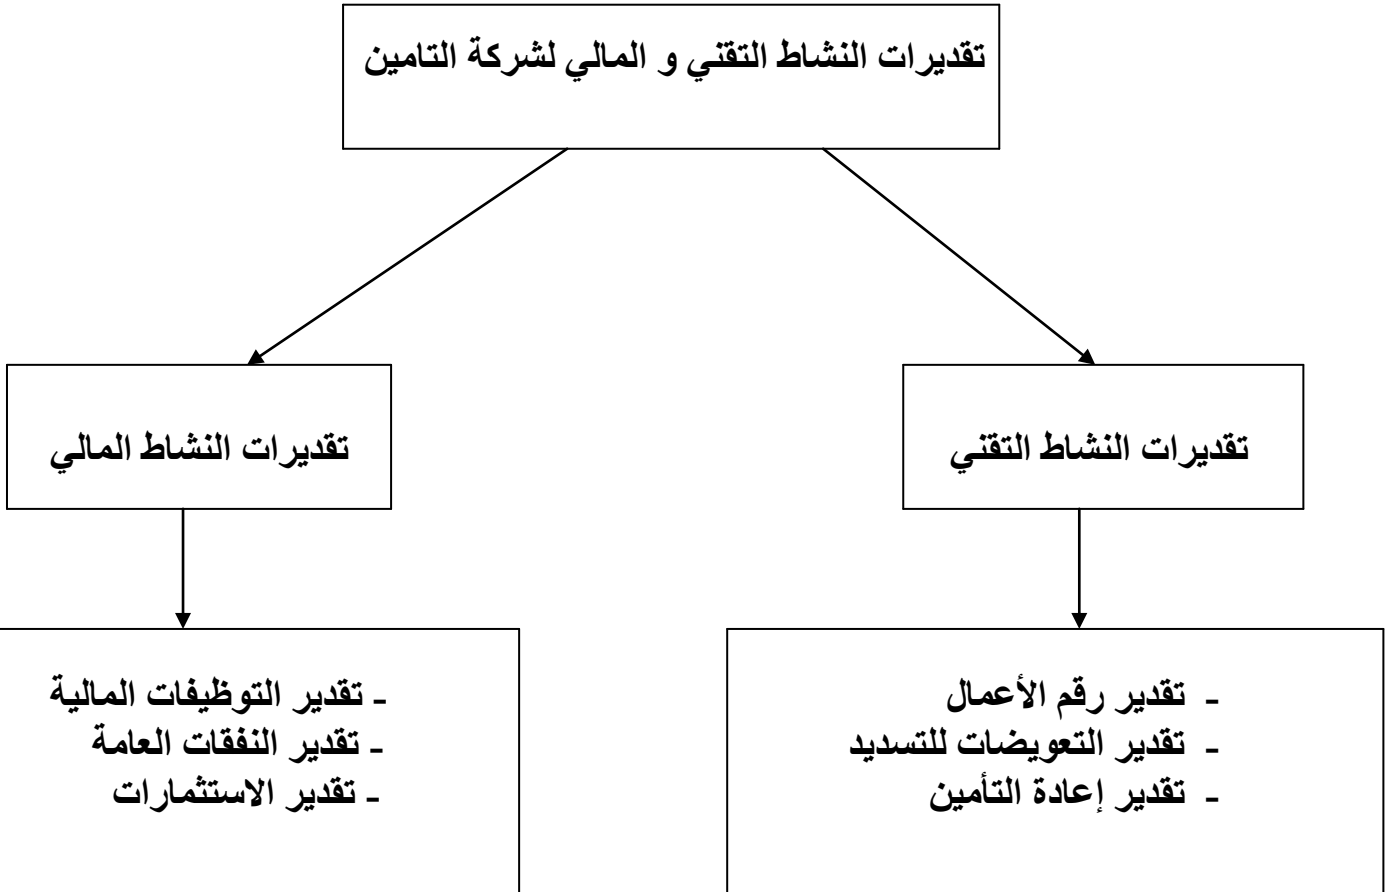 تقديرات النشاط التقني و المالي لشركة التامين
تقديرات النشاط التقني
تقديرات النشاط المالي
- تقدير رقم الأعمال
- تقدير التعويضات للتسديد
- تقدير إعادة التأمين
- تقدير التوظيفات المالية
- تقدير النفقات العامة
- تقدير الاستثمارات